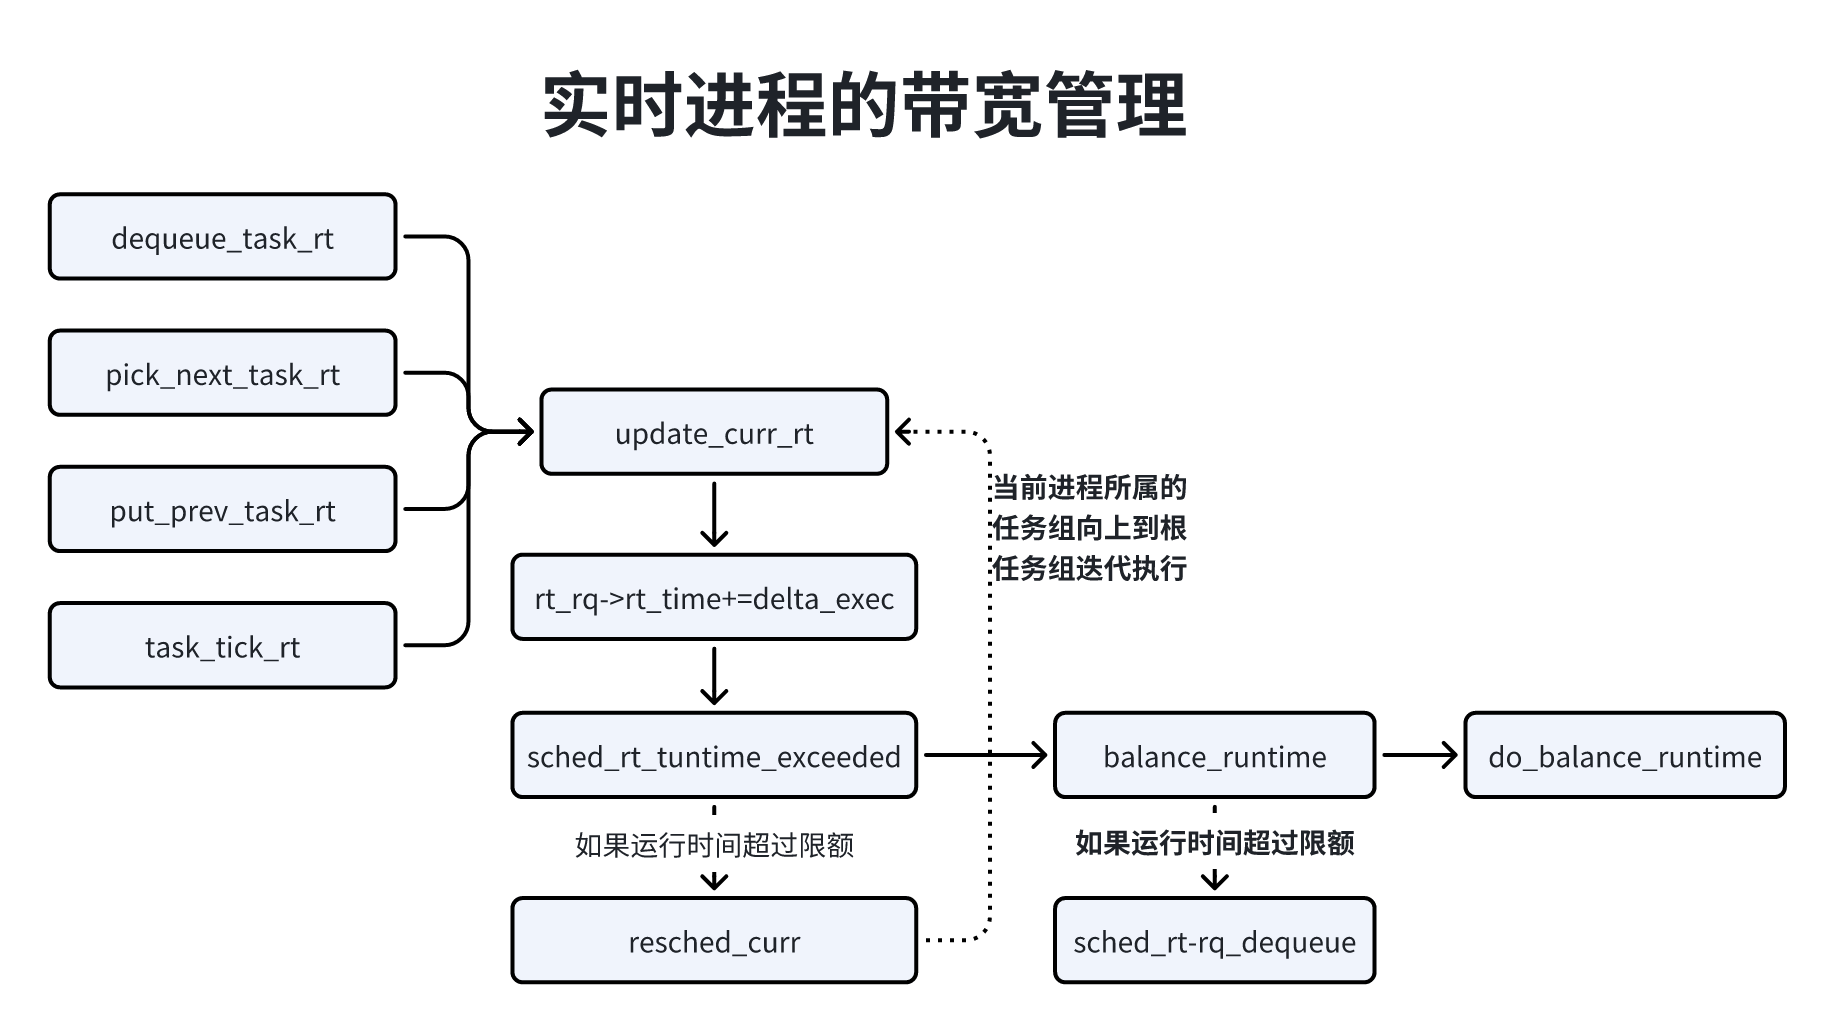 实时进程的带宽管理
dequeue_task_rt
pick_next_task_rt
put_prev_task_rt
task_tick_rt
update_curr_rt
当前进程所属的
任务组向上到根
任务组迭代执行
rt_rq->rt_time+=delta_exec
sched_rt_tuntime_exceeded
balance_runtime
do_balance_runtime
如果运行时间超过限额
如果运行时间超过限额
resched_curr
sched_rt-rq_dequeue